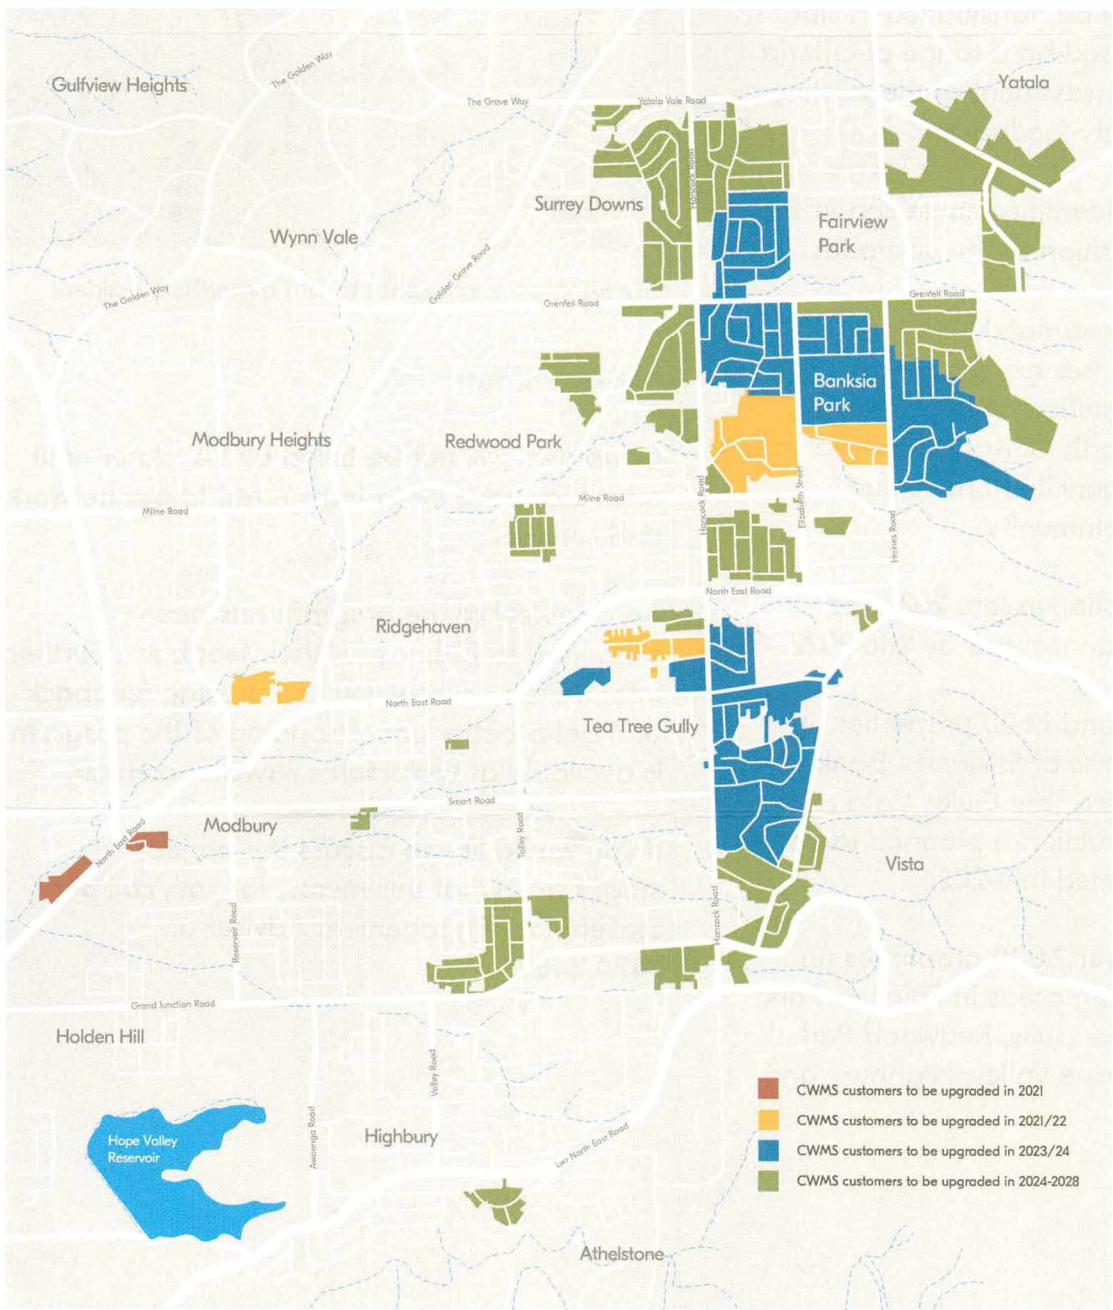 Gulfview Heights
The Golden Way
The Grove Way
Yatala Vale Road
Yatala
Hancock Road
Surrey Downs
Fairview
Park
Wynn Vale
Golden Grove Road
The Golden Way
Grenfell Road
Grenfell Road
Banksia
Park
Modbury Heights
Redwood Park
Milne Road
Milne Road
Hancock Road
Elizabeth Street
Haines Road
North East Road
Ridgehaven
North East Road
Tea Tree Gully
Smart Road
Modbury
North East Road
Tolley Road
Vista
Reservoir Road
Hancock Road
Grand Junction Road
Holden Hill
Valley Road
CWMS customers to be upgraded in 2021
CWMS customers to be upgraded in 2021/22
CWMS customers to be upgraded in 2023/24
CWMS customers to be upgraded in 2024-2028
Hope Valley
Reservoir
Awoonga Road
Highbury
Lwr North East Road
Athelstone